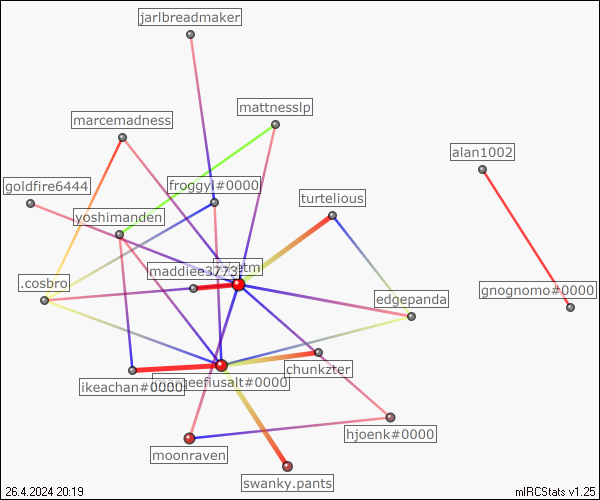 jarlbreadmaker
mattnesslp
marcemadness
alan1002
goldfire6444
froggyl#0000
turtelious
yoshimanden
tm
maddiee3773
.cosbro
gnognomo#0000
edgepanda
chunkzter
ikeachan#0000
eefiusalt#0000
hjoenk#0000
moonraven
swanky.pants
26.4.2024 20:19
mIRCStats v1.25